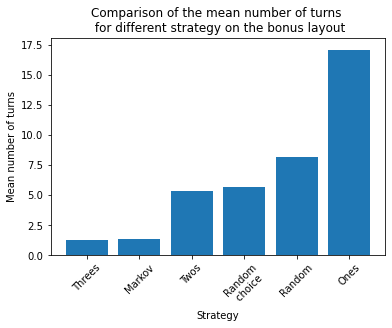 Comparison of the mean number of turns
for different strategy on the bonus layout
Mean number of turns
17.5
15.0
12.5
10.0
7.5
5.0
2.5
0.0
Threes
Markov
Twos
Random
choice
Random
Ones
Strategy